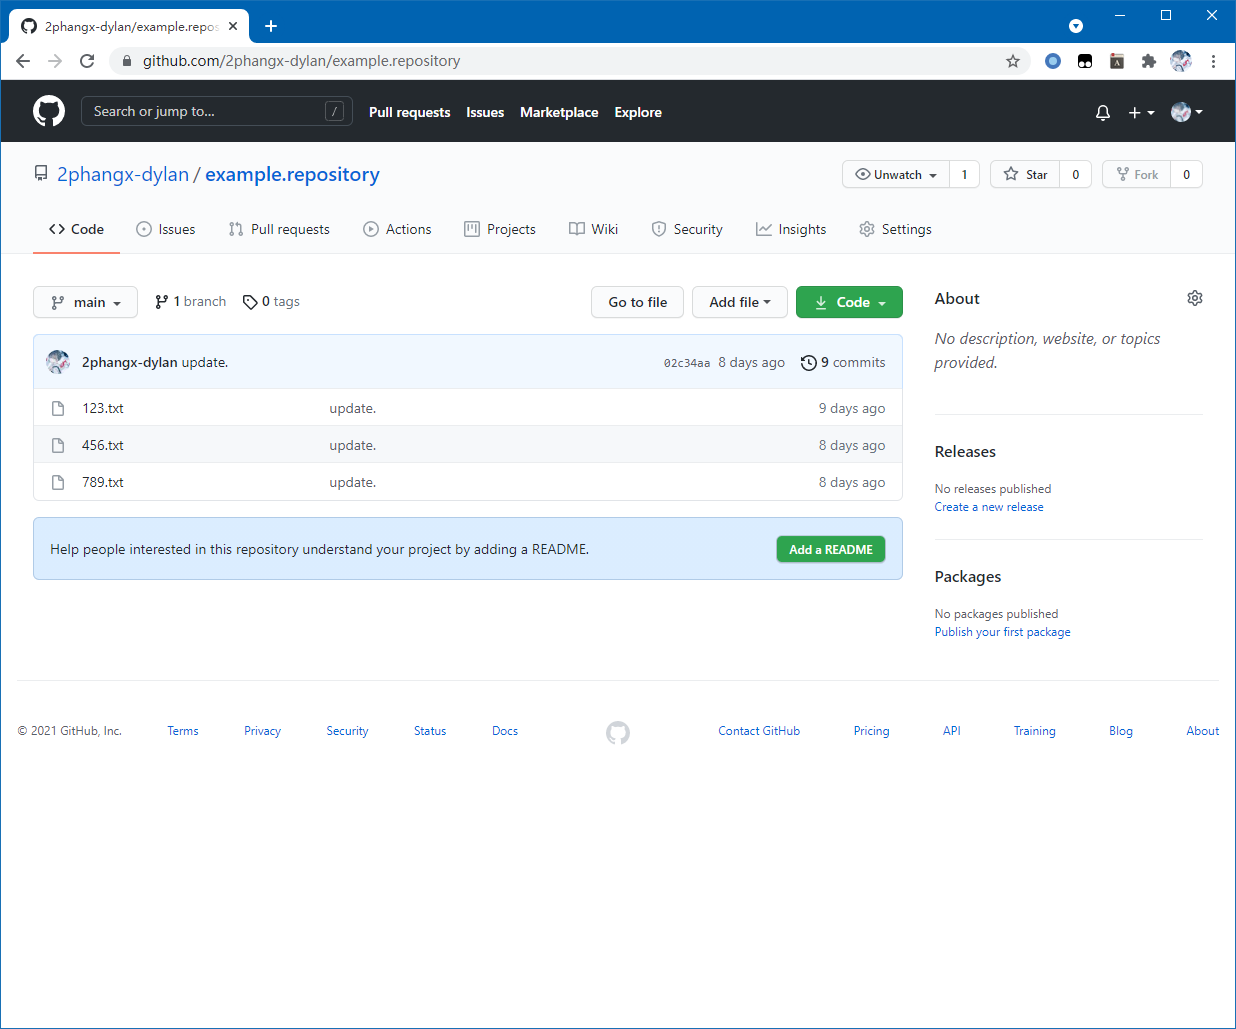 2phangx-dylan/example.repos
github.com/2phangx-dylan/example.repository
Search or jump to... /
Pull requests Issues Marketplace Explore
2phangx-dylan / example.repository
Unwatch 1 Star 0 Fork 0
Code Issues Pull requests Actions Projects Wiki Security Insights Settings
main 1 branch 0 tags Go to file Add file Code
2phangx-dylan update. 02c34aa 8 days ago 9 commits
123.txt update. 9 days ago
456.txt update. 8 days ago
789.txt update. 8 days ago
Help people interested in this repository understand your project by adding a README. Add a README
About
No description, website, or topics
provided.
Releases
No releases published
Create a new release
Packages
No packages published
Publish your first package
© 2021 GitHub, Inc. Terms Privacy Security Status Docs Contact GitHub Pricing API Training Blog About